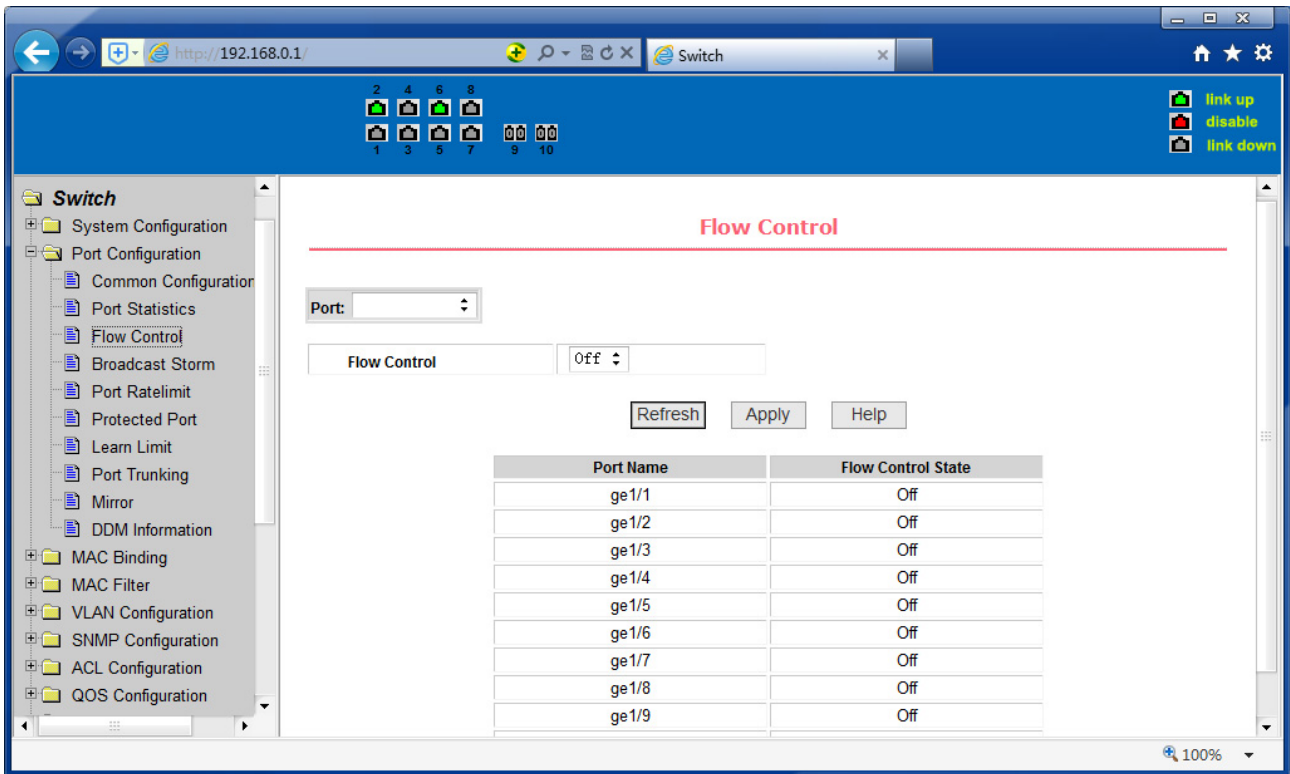 http://192.168.0.1/
Switch
2 4 6 8
1 3 5 7 9 10
link up
disable
link down
Switch
System Configuration
Port Configuration
Common Configuration
Port Statistics
Flow Control
Broadcast Storm
Port Ratelimit
Protected Port
Learn Limit
Port Trunking
Mirror
DDM Information
MAC Binding
MAC Filter
VLAN Configuration
SNMP Configuration
ACL Configuration
QOS Configuration
Flow Control
Port:
Flow Control Off
Refresh Apply Help
Port Name Flow Control State
ge1/1 Off
ge1/2 Off
ge1/3 Off
ge1/4 Off
ge1/5 Off
ge1/6 Off
ge1/7 Off
ge1/8 Off
ge1/9 Off
100%